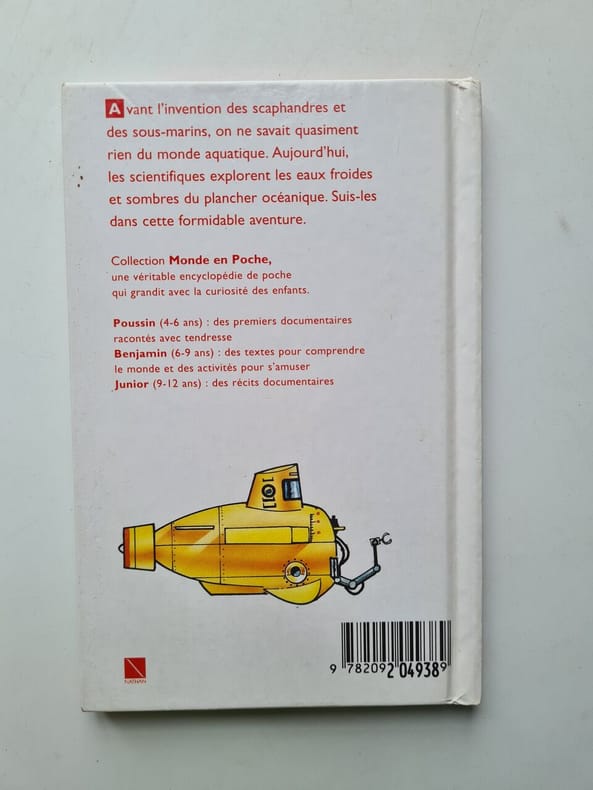 Avant l'invention des scaphandres et
des sous-marins, on ne savait quasiment
rien du monde aquatique. Aujourd'hui,
les scientifiques explorent les eaux froides
et sombres du plancher océanique. Suis-les
dans cette formidable aventure.
Collection Monde en Poche,
une véritable encyclopédie de poche
qui grandit avec la curiosité des enfants.
Poussin (4-6 ans) : des premiers documentaires
racontés avec tendresse
Benjamin (6-9 ans) : des textes pour comprendre
le monde et des activités pour s'amuser
Junior (9-12 ans) : des récits documentaires
NATHAN
9 782092 049389